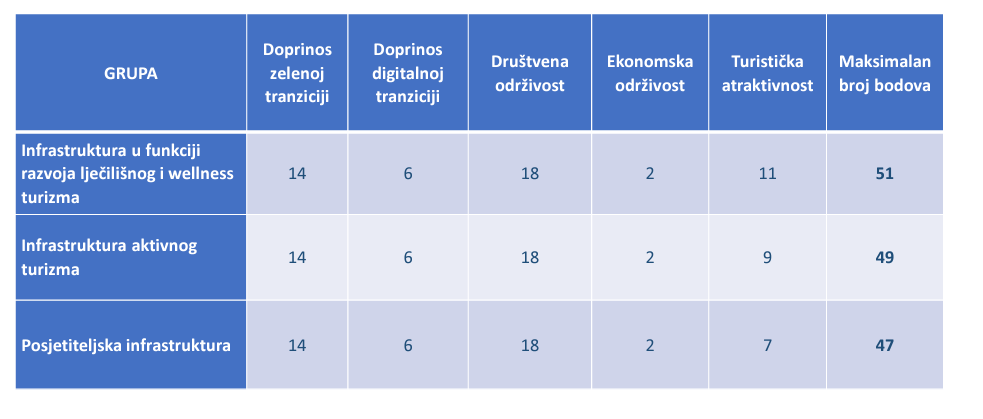 GRUPA
Doprinos
zelenoj
tranziciji
Doprinos
digitalnoj
tranziciji
Društvena
održivost
Ekonomska
održivost
Turistička
atraktivnost
Maksimalan
broj bodova
Infrastruktura u funkciji
razvoja lječilišnog i wellness
turizma
14
6
18
2
11
51
Infrastruktura aktivnog
turizma
14
6
18
2
9
49
Posjetiteljska infrastruktura
14
6
18
2
7
47